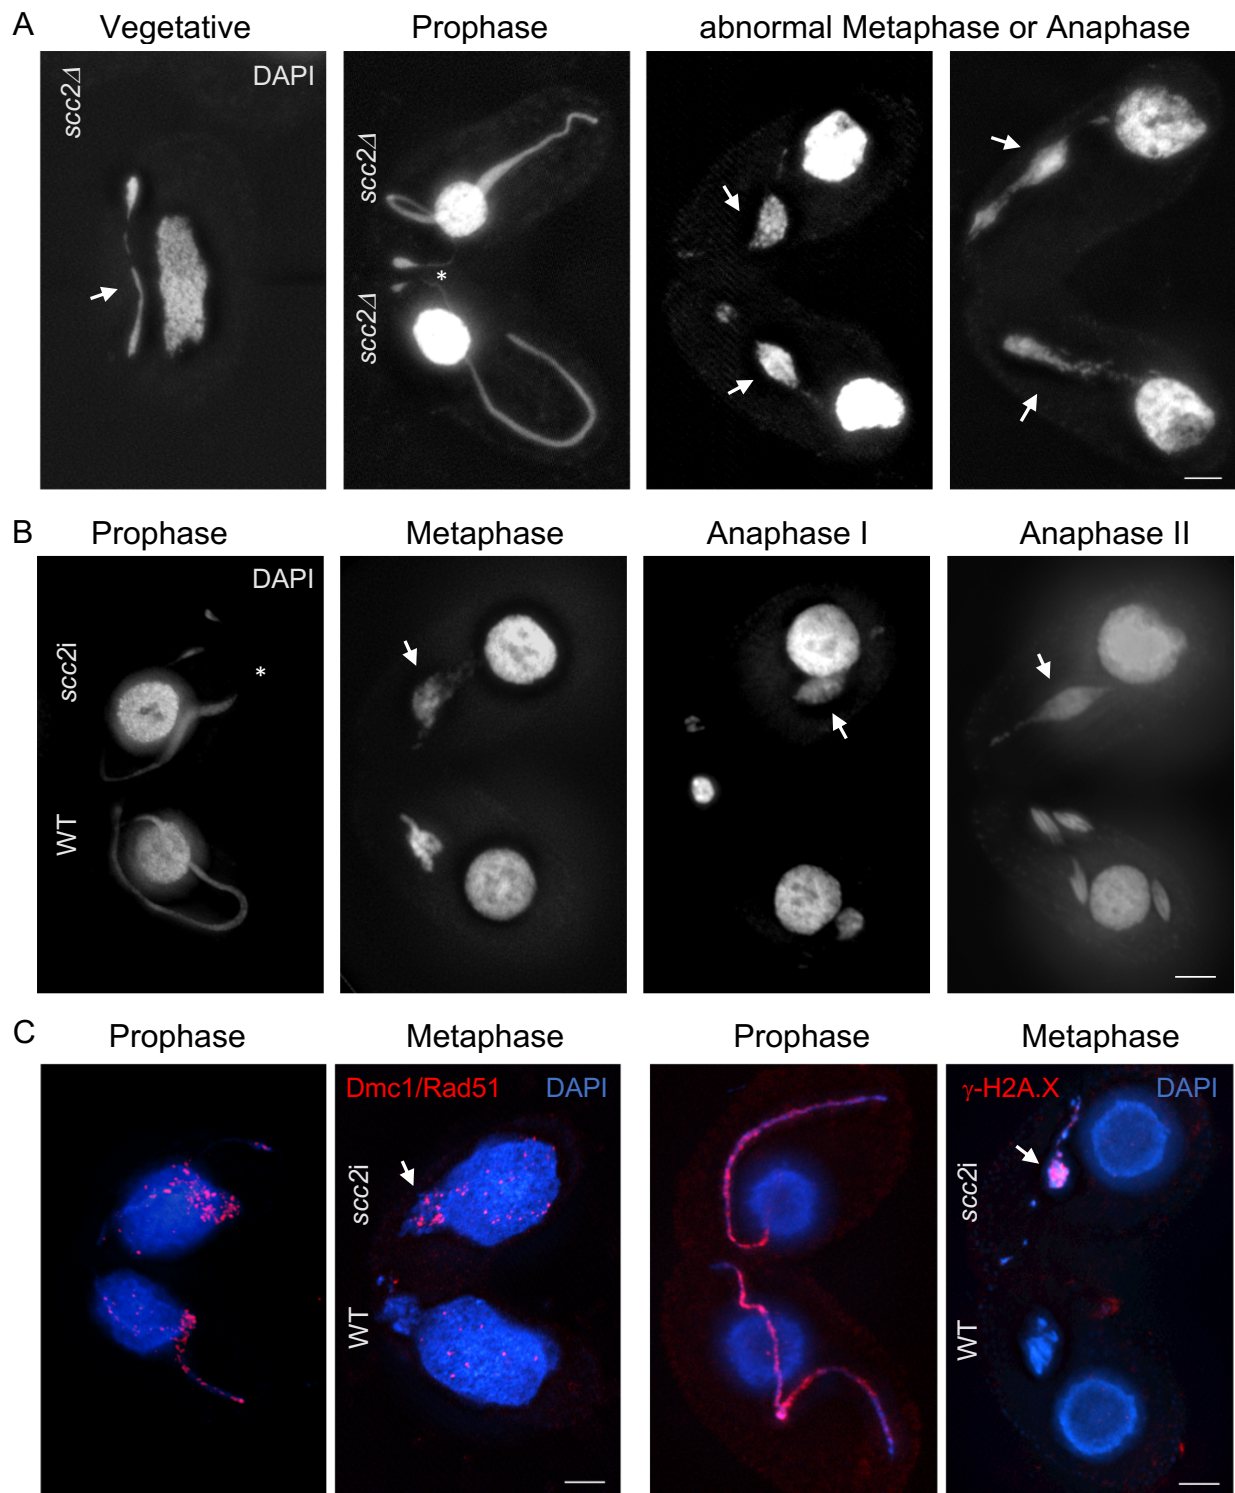 A
Vegetative
Prophase
abnormal Metaphase or Anaphase
scc2Δ
DAPI
scc2Δ
*
scc2Δ
B
Prophase
Metaphase
Anaphase I
Anaphase II
DAPI
scc2i
*
WT
C
Prophase
Metaphase
Prophase
Metaphase
Dmc1/Rad51
DAPI
γ-H2A.X
DAPI
scc2i
scc2i
WT
WT